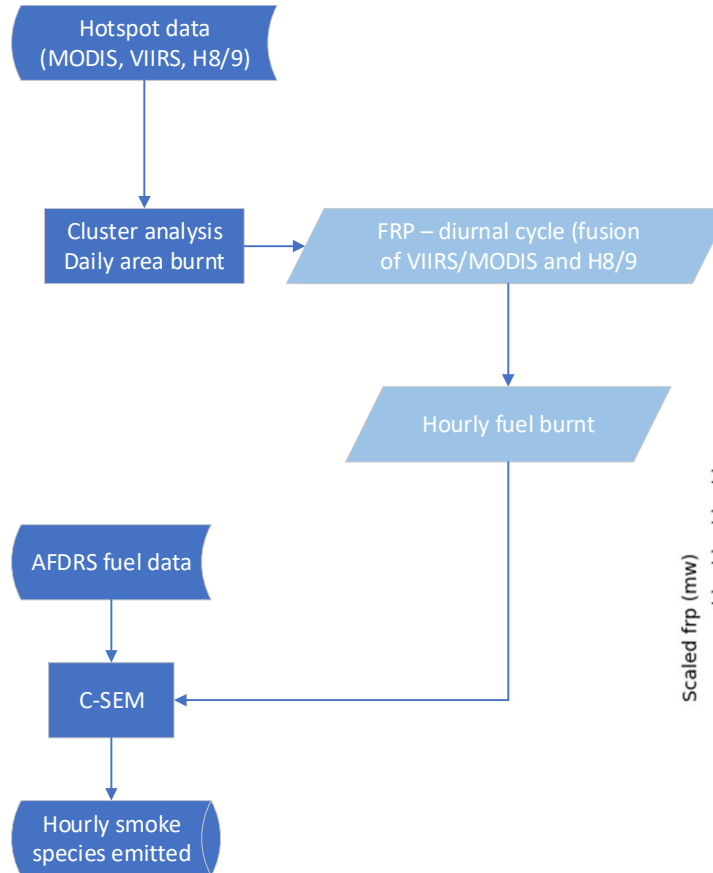 Hotspot data
(MODIS, VIIRS, H8/9)
Cluster analysis
Daily area burnt
FRP – diurnal cycle (fusion
of VIIRS/MODIS and H8/9
Hourly fuel burnt
AFDRS fuel data
C-SEM
Hourly smoke
species emitted
Scaled frp (mw)